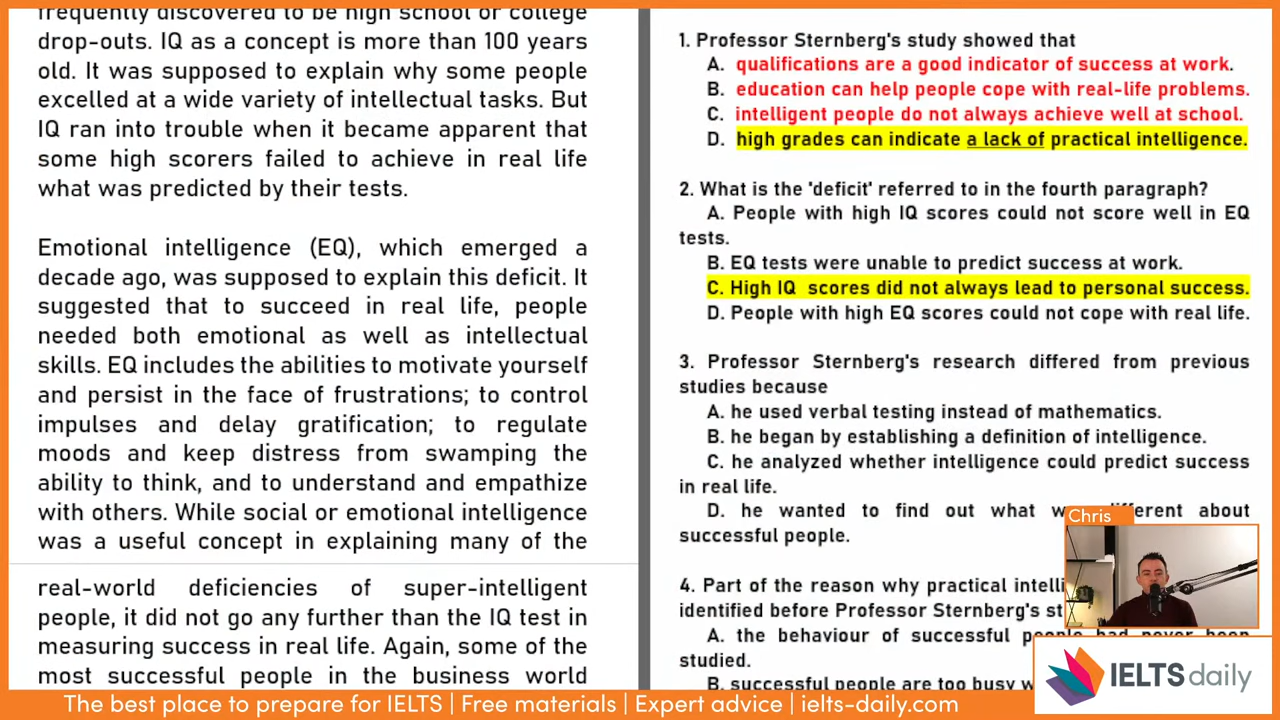 frequently discovered to be high school or college
drop-outs. IQ as a concept is more than 100 years
old. It was supposed to explain why some people
excelled at a wide variety of intellectual tasks. But
IQ ran into trouble when it became apparent that
some high scorers failed to achieve in real life
what was predicted by their tests.
Emotional intelligence (EQ), which emerged a
decade ago, was supposed to explain this deficit. It
suggested that to succeed in real life, people
needed both emotional as well as intellectual
skills. EQ includes the abilities to motivate yourself
and persist in the face of frustrations; to control
impulses and delay gratification; to regulate
moods and keep distress from swamping the
ability to think, and to understand and empathize
with others. While social or emotional intelligence
was a useful concept in explaining many of the
real-world deficiencies of super-intelligent
people, it did not go any further than the IQ test in
measuring success in real life. Again, some of the
most successful people in the business world
1. Professor Sternberg's study showed that
A. qualifications are a good indicator of success at work.
B. education can help people cope with real-life problems.
C. intelligent people do not always achieve well at school.
D. high grades can indicate a lack of practical intelligence.
2. What is the 'deficit' referred to in the fourth paragraph?
A. People with high IQ scores could not score well in EQ
tests.
B. EQ tests were unable to predict success at work.
C. High IQ scores did not always lead to personal success.
D. People with high EQ scores could not cope with real life.
3. Professor Sternberg's research differed from previous
studies because
A. he used verbal testing instead of mathematics.
B. he began by establishing a definition of intelligence.
C. he analyzed whether intelligence could predict success
in real life.
D. he wanted to find out what about
successful people.
4. Part of the reason why practical
identified before Professor Sternberg's
A. the behaviour of successful
studied.
B. successful people are too busy
Chris
IELTS daily
The best place to prepare for IELTS | Free materials | Expert advice | ielts-daily.com